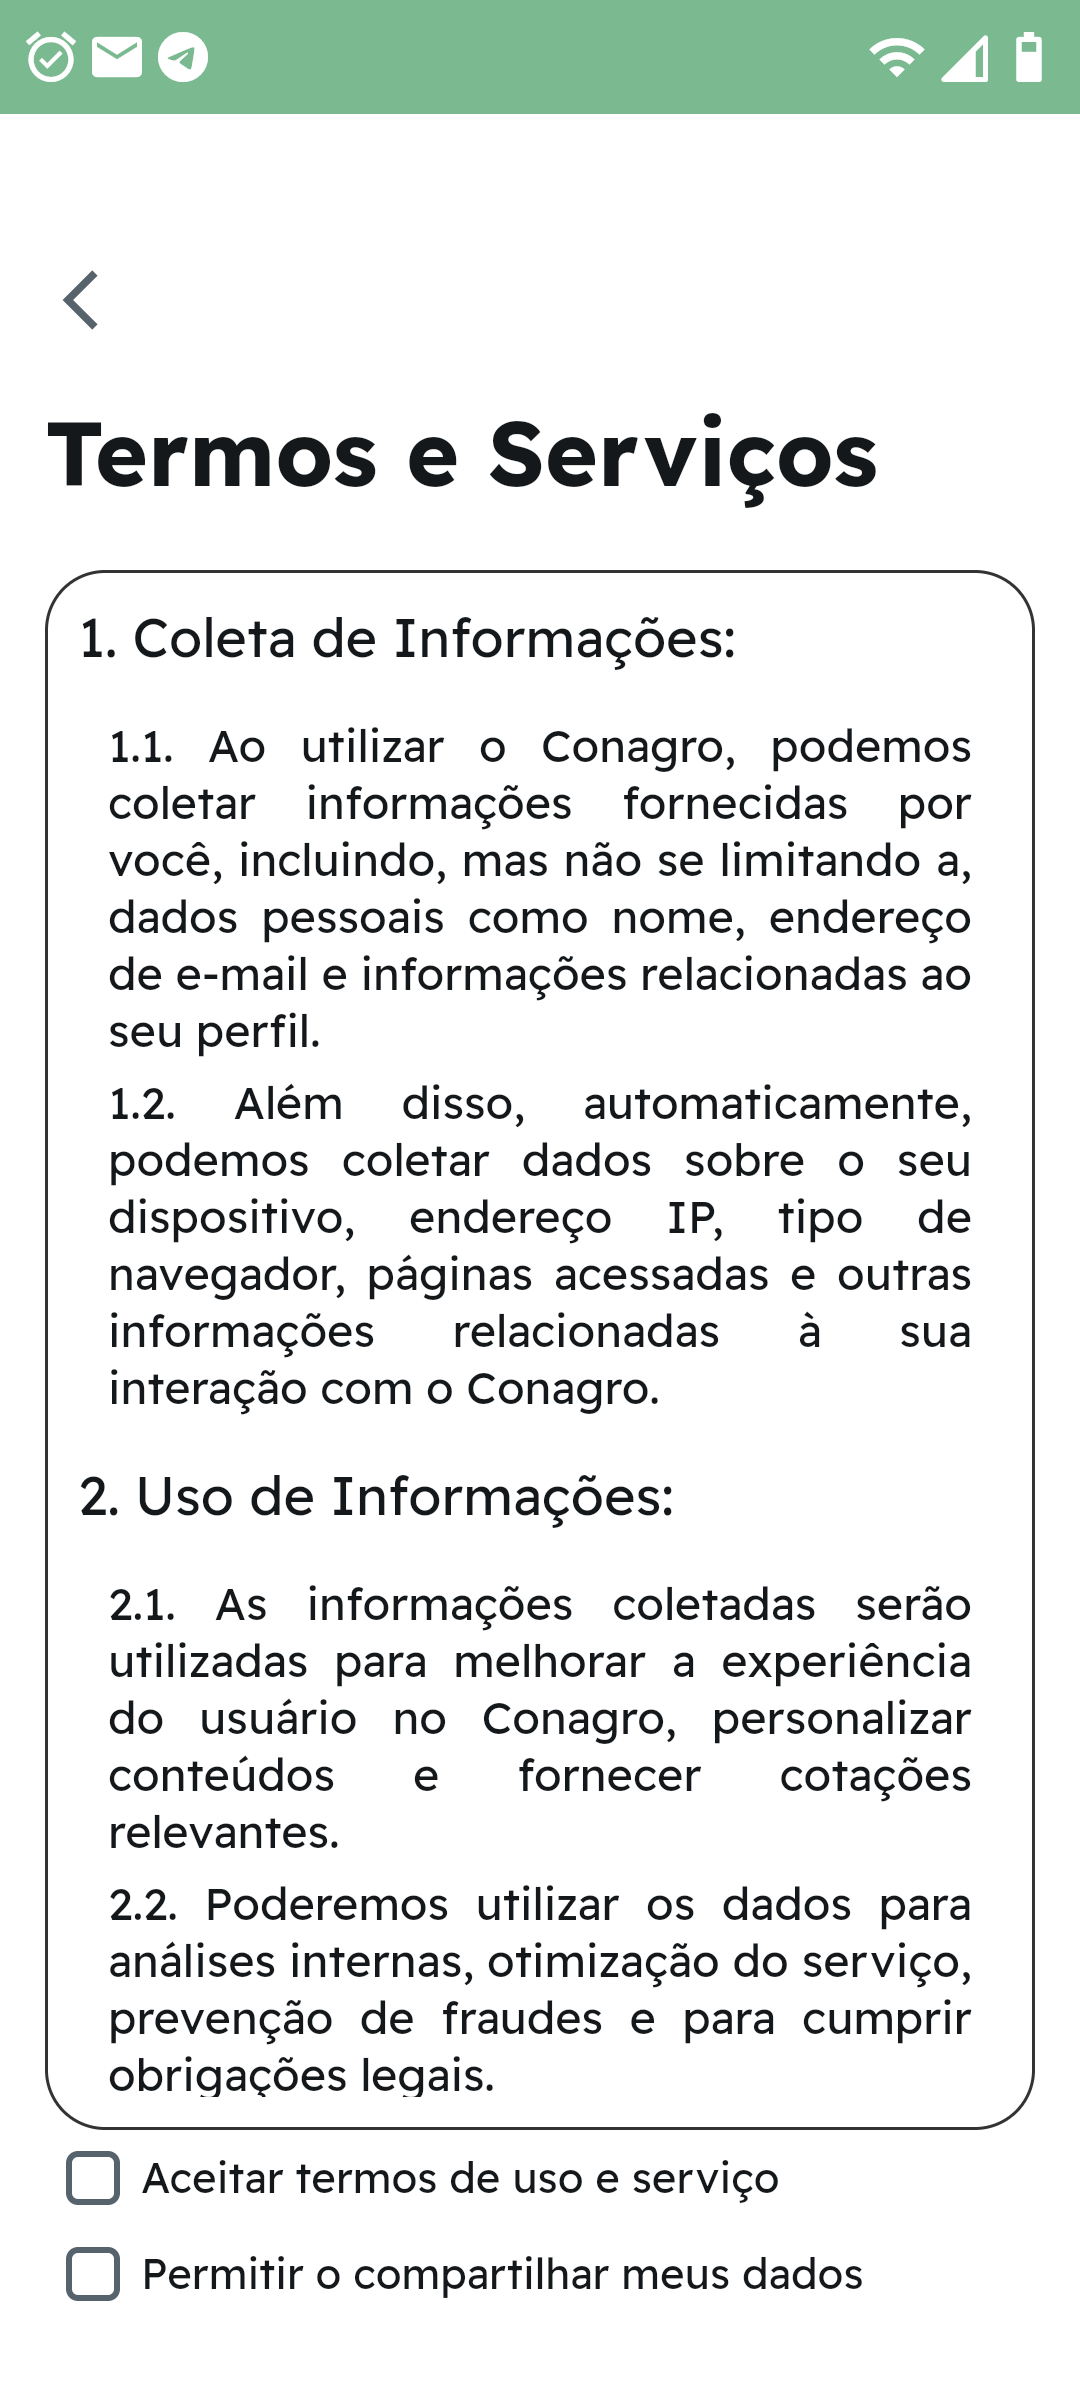 Termos e Serviços
1. Coleta de Informações:
1.1. Ao utilizar o Conagro, podemos
coletar informações fornecidas por
você, incluindo, mas não se limitando a,
dados pessoais como nome, endereço
de e-mail e informações relacionadas ao
seu perfil.
1.2. Além disso, automaticamente,
podemos coletar dados sobre o seu
dispositivo, endereço IP, tipo de
navegador, páginas acessadas e outras
informações relacionadas à sua
interação com o Conagro.
2. Uso de Informações:
2.1. As informações coletadas serão
utilizadas para melhorar a experiência
do usuário no Conagro, personalizar
conteúdos e fornecer cotações
relevantes.
2.2. Poderemos utilizar os dados para
análises internas, otimização do serviço,
prevenção de fraudes e para cumprir
obrigações legais.
Aceitar termos de uso e serviço
Permitir o compartilhar meus dados